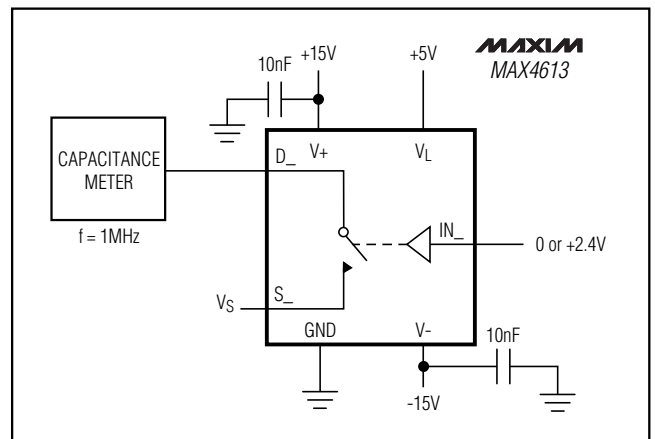 MAXIM
MAX4613
+15V
+5V
10nF
CAPACITANCE
METER
f = 1MHz
D_
V+
VL
IN_
0 or +2.4V
VS
S_
GND
V-
10nF
-15V